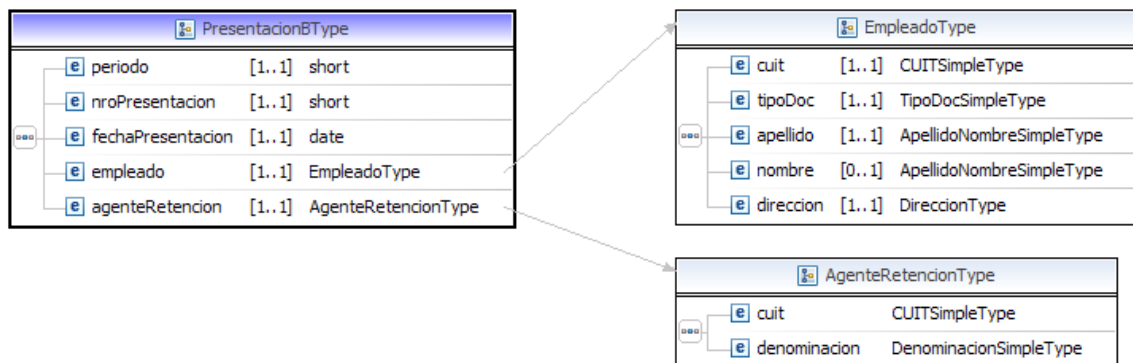 PresentacionBType
periodo [1..1] short
nroPresentacion [1..1] short
fechaPresentacion [1..1] date
empleado [1..1] EmpleadoType
agenteRetencion [1..1] AgenteRetencionType
EmpleadoType
cuit [1..1] CUITSimpleType
tipoDoc [1..1] TipoDocSimpleType
apellido [1..1] ApellidoNombreSimpleType
nombre [0..1] ApellidoNombreSimpleType
direccion [1..1] DireccionType
AgenteRetencionType
cuit CUITSimpleType
denominacion DenominacionSimpleType